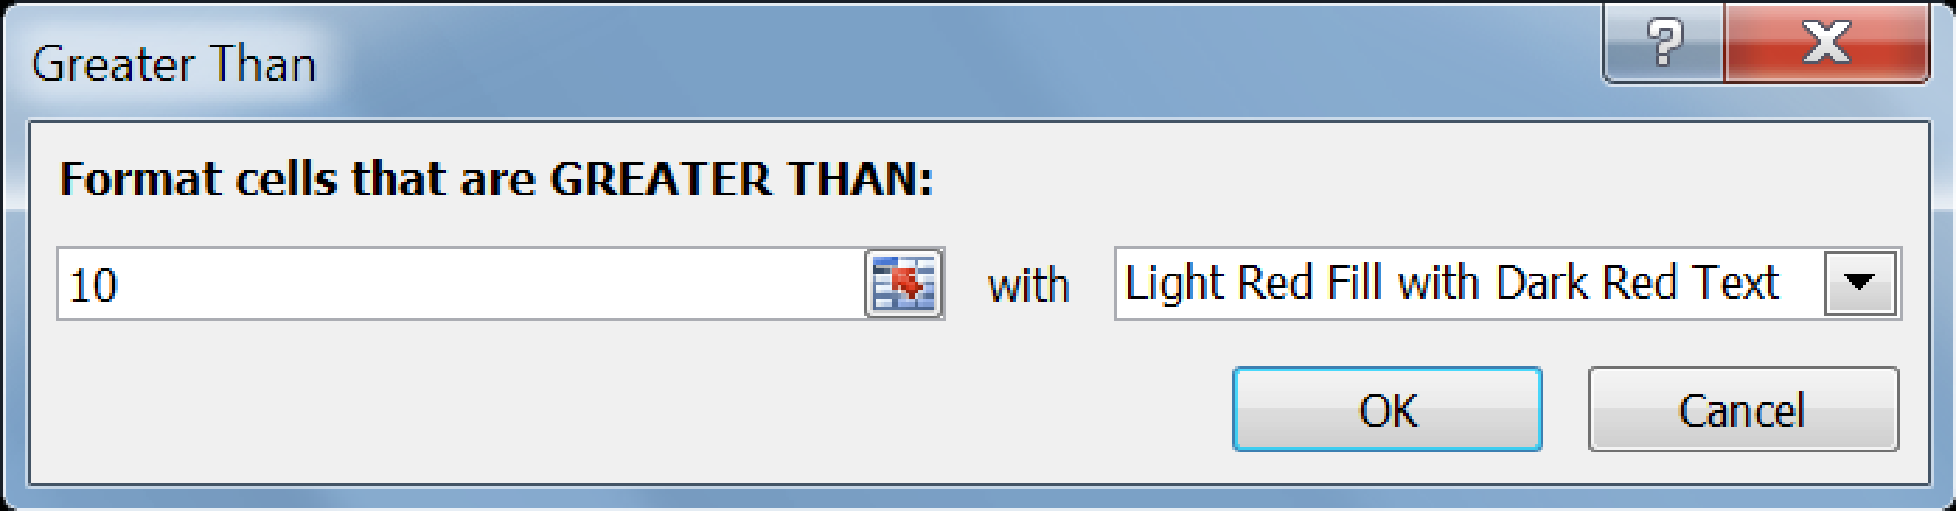 Greater Than
Format cells that are GREATER THAN:
10 with Light Red Fill with Dark Red Text
OK Cancel